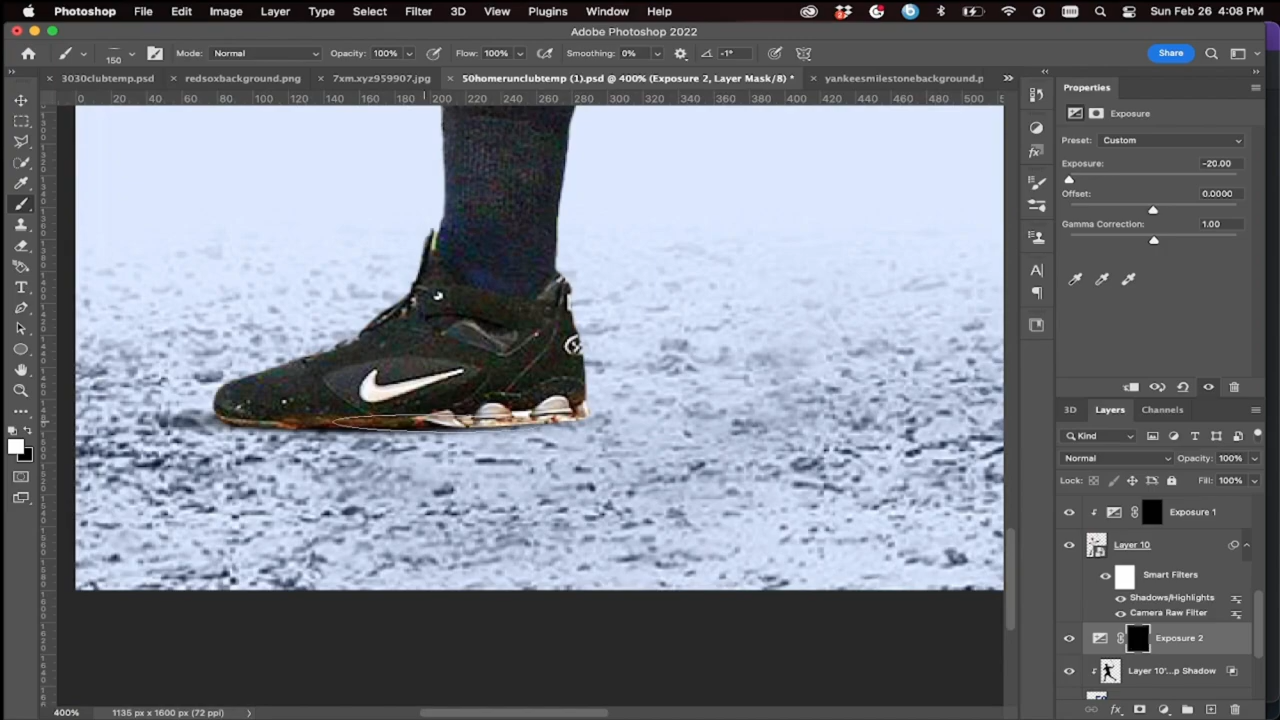 Photoshop File Edit Image Layer Type Select Filter 3D View Plugins Window Help Sun Feb 26 4:08 PM
Adobe Photoshop 2022
150 Mode: Normal Opacity: 100% Flow: 100% Smoothing: 0% -1° Share
3030clubtemp.psd redsoxbackground.png 7xm.xyz959907.jpg 50homerunclubtemp (1).psd @ 400% (Exposure 2, Layer Mask/8) * yankeesmilestonebackground.p
0 20 40 60 80 100 120 140 160 180 200 220 240 260 280 300 320 340 360 380 400 420 440 460 480 500
Properties
Exposure
Preset: Custom
Exposure: -20.00
Offset: 0.0000
Gamma Correction: 1.00
3D Layers Channels
Kind
Normal Opacity: 100%
Lock: Fill: 100%
Exposure 1
Layer 10
Smart Filters
Shadows/Highlights
Camera Raw Filter
Exposure 2
Layer 10'...p Shadow
400% 1135 px x 1600 px (72 ppi)